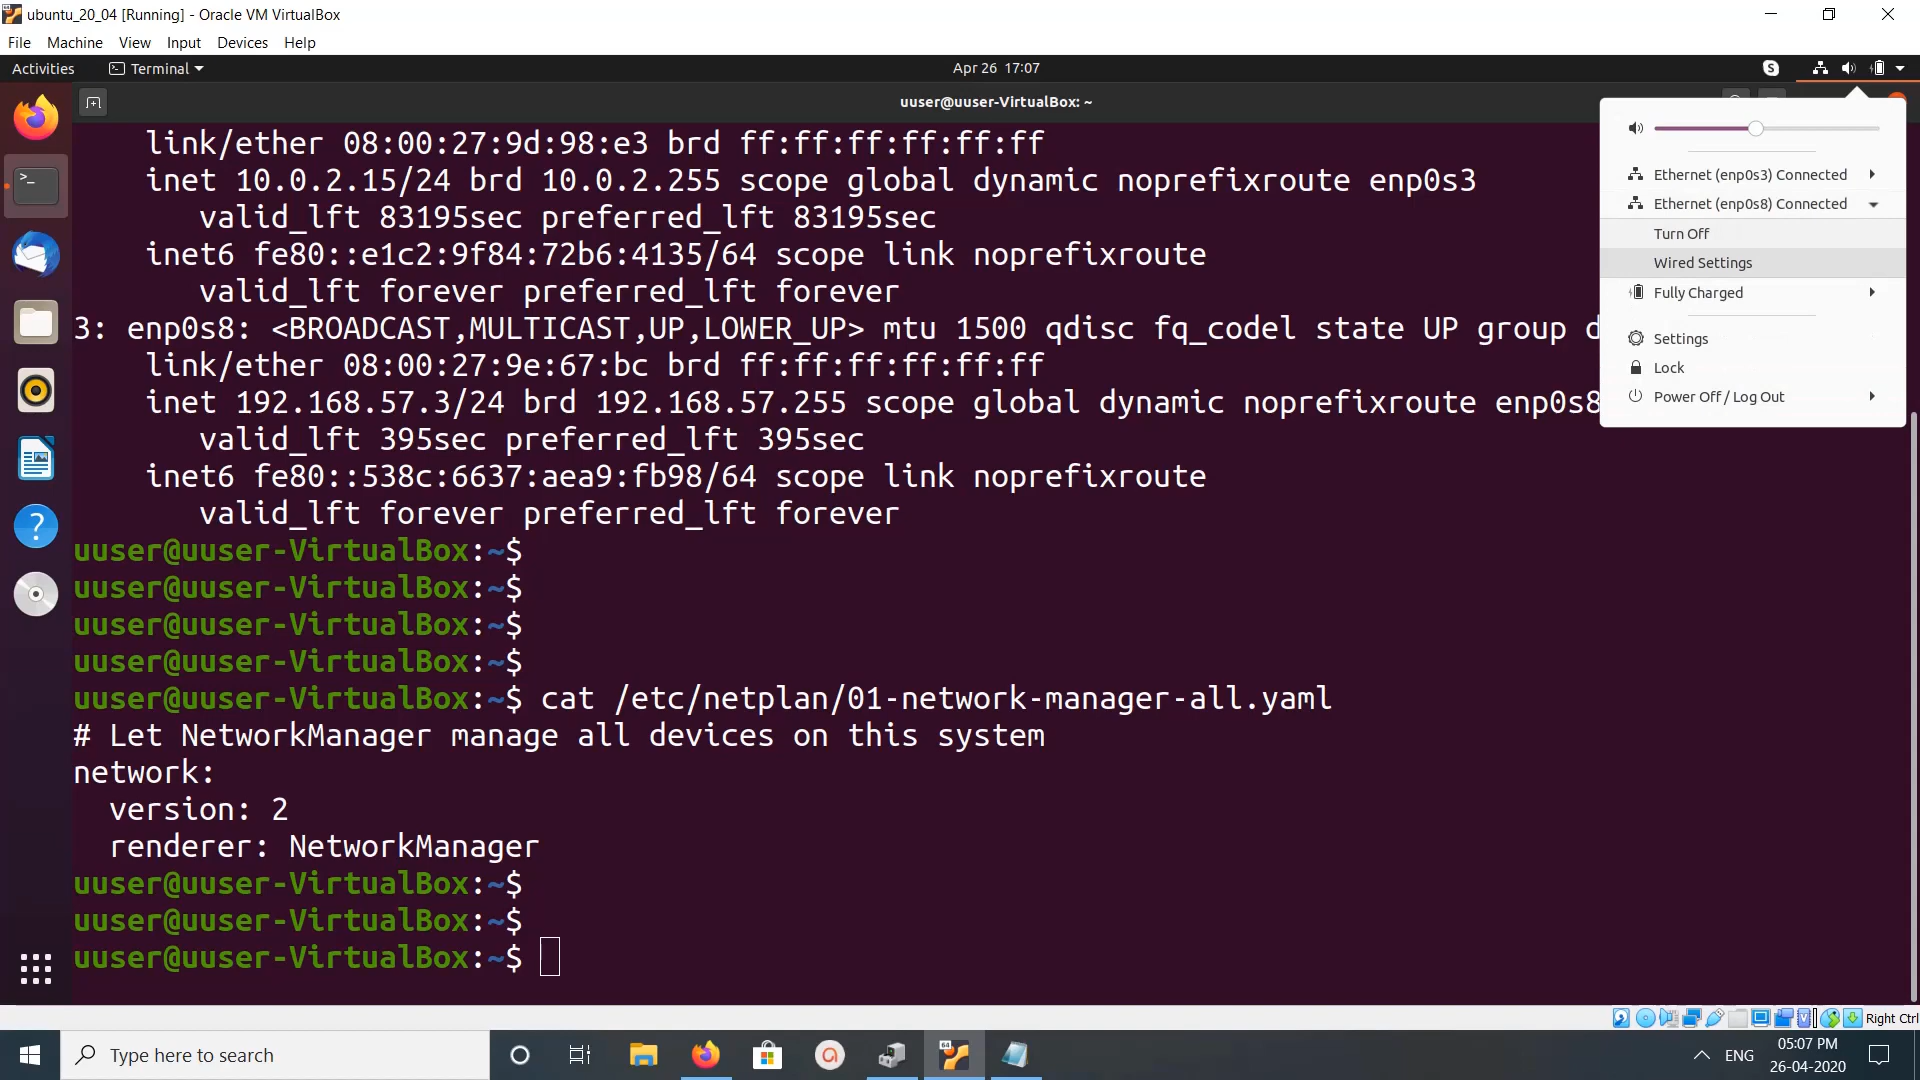 ubuntu_20_04 [Running] - Oracle VM VirtualBox
File Machine View Input Devices Help
Activities Terminal Apr 26 17:07
uuser@uuser-VirtualBox: ~
link/ether 08:00:27:9d:98:e3 brd ff:ff:ff:ff:ff:ff
inet 10.0.2.15/24 brd 10.0.2.255 scope global dynamic noprefixroute enp0s3
valid_lft 83195sec preferred_lft 83195sec
inet6 fe80::e1c2:9f84:72b6:4135/64 scope link noprefixroute
valid_lft forever preferred_lft forever
3: enp0s8: <BROADCAST,MULTICAST,UP,LOWER_UP> mtu 1500 qdisc fq_codel state UP group d
link/ether 08:00:27:9e:67:bc brd ff:ff:ff:ff:ff:ff
inet 192.168.57.3/24 brd 192.168.57.255 scope global dynamic noprefixroute enp0s8
valid_lft 395sec preferred_lft 395sec
inet6 fe80::538c:6637:aea9:fb98/64 scope link noprefixroute
valid_lft forever preferred_lft forever
uuser@uuser-VirtualBox:~$
uuser@uuser-VirtualBox:~$
uuser@uuser-VirtualBox:~$
uuser@uuser-VirtualBox:~$
uuser@uuser-VirtualBox:~$ cat /etc/netplan/01-network-manager-all.yaml
# Let NetworkManager manage all devices on this system
network:
  version: 2
  renderer: NetworkManager
uuser@uuser-VirtualBox:~$
uuser@uuser-VirtualBox:~$
uuser@uuser-VirtualBox:~$
Ethernet (enp0s3) Connected
Ethernet (enp0s8) Connected
Turn Off
Wired Settings
Fully Charged
Settings
Lock
Power Off / Log Out
Right Ctrl
Type here to search
64
ENG
05:07 PM
26-04-2020